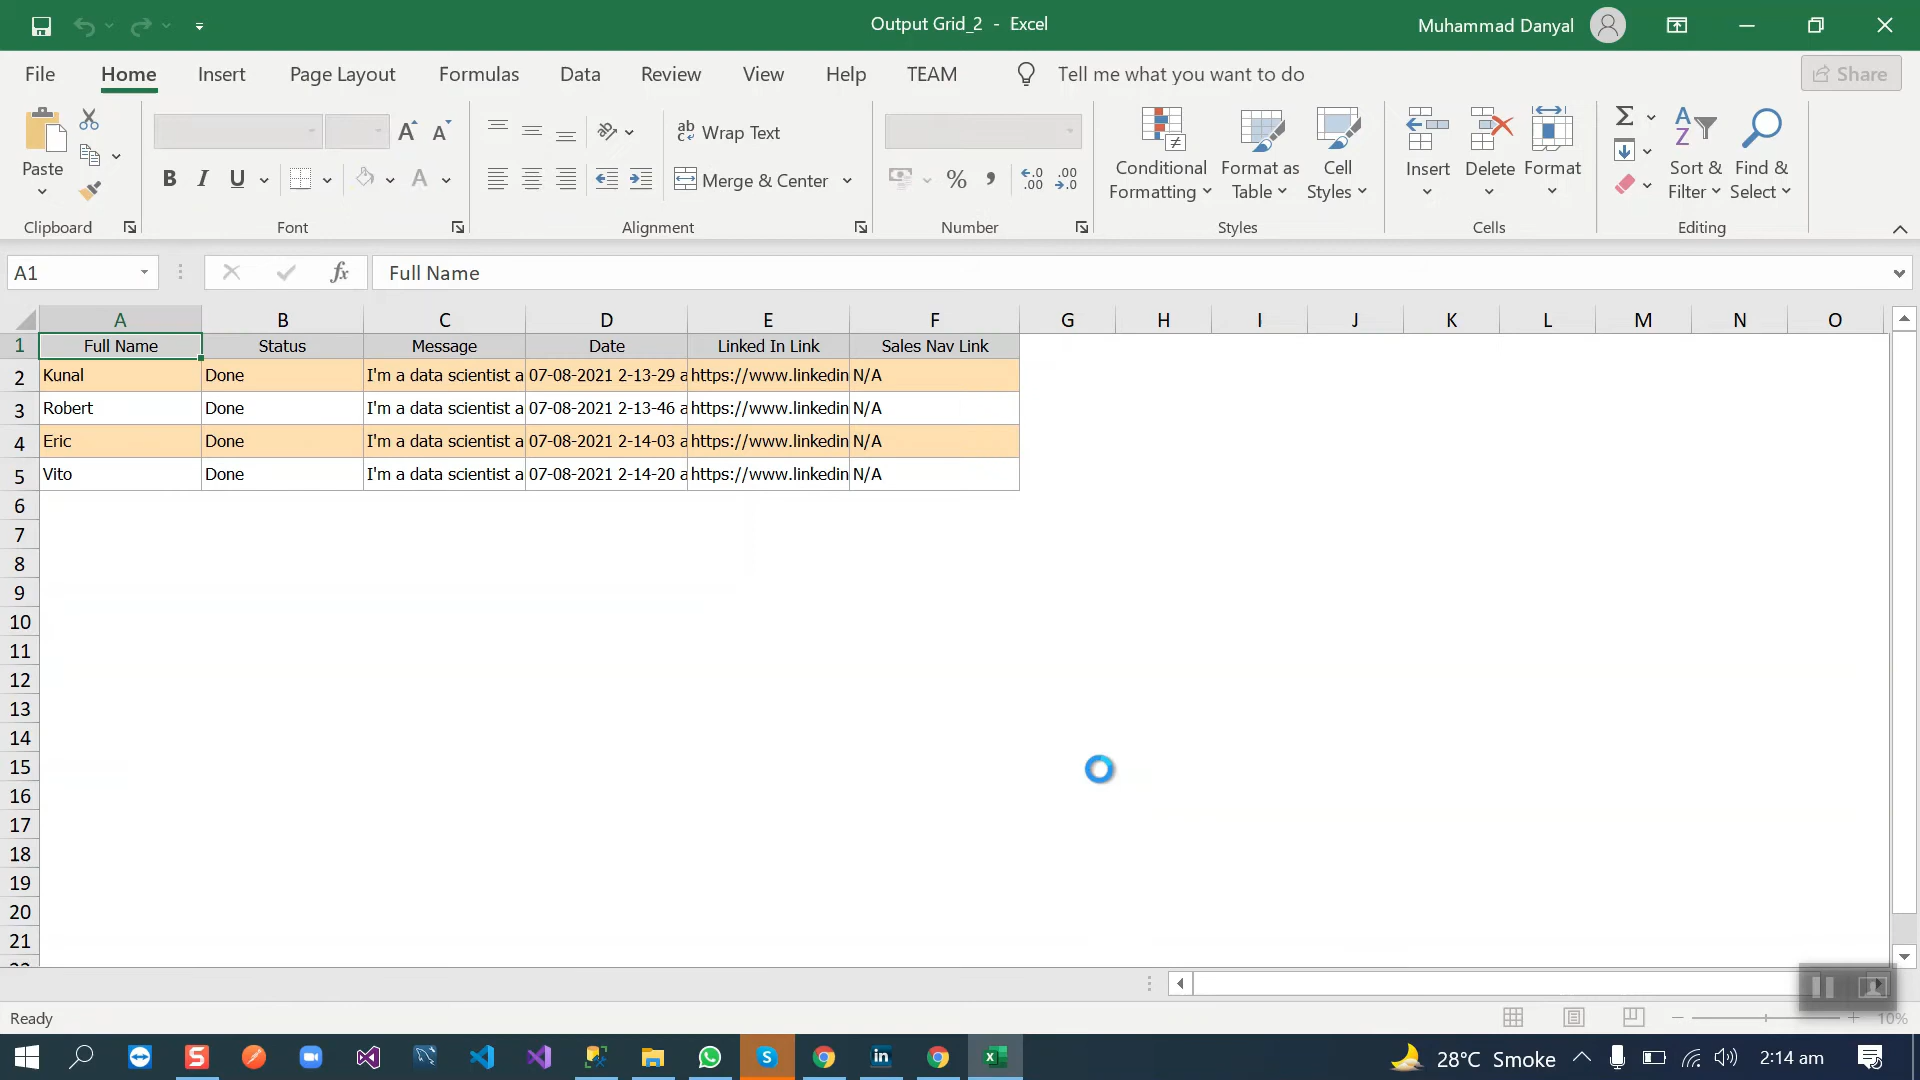 Output Grid_2 - Excel
Muhammad Danyal
File Home Insert Page Layout Formulas Data Review View Help TEAM Tell me what you want to do Share
Paste
Clipboard
A A
B I U A
Font
ab c Wrap Text
Merge & Center
Alignment
% , .00 .0
Number
Conditional Formatting
Format as Table
Cell Styles
Styles
Insert
Delete
Format
Cells
Sort & Filter
Find & Select
Editing
A1 fx Full Name
A B C D E F G H I J K L M N O
1 Full Name Status Message Date Linked In Link Sales Nav Link
2 Kunal Done I'm a data scientist a 07-08-2021 2-13-29 a https://www.linkedin N/A
3 Robert Done I'm a data scientist a 07-08-2021 2-13-46 a https://www.linkedin N/A
4 Eric Done I'm a data scientist a 07-08-2021 2-14-03 a https://www.linkedin N/A
5 Vito Done I'm a data scientist a 07-08-2021 2-14-20 a https://www.linkedin N/A
6
7
8
9
10
11
12
13
14
15
16
17
18
19
20
21
Ready
10%
28°C Smoke 2:14 am